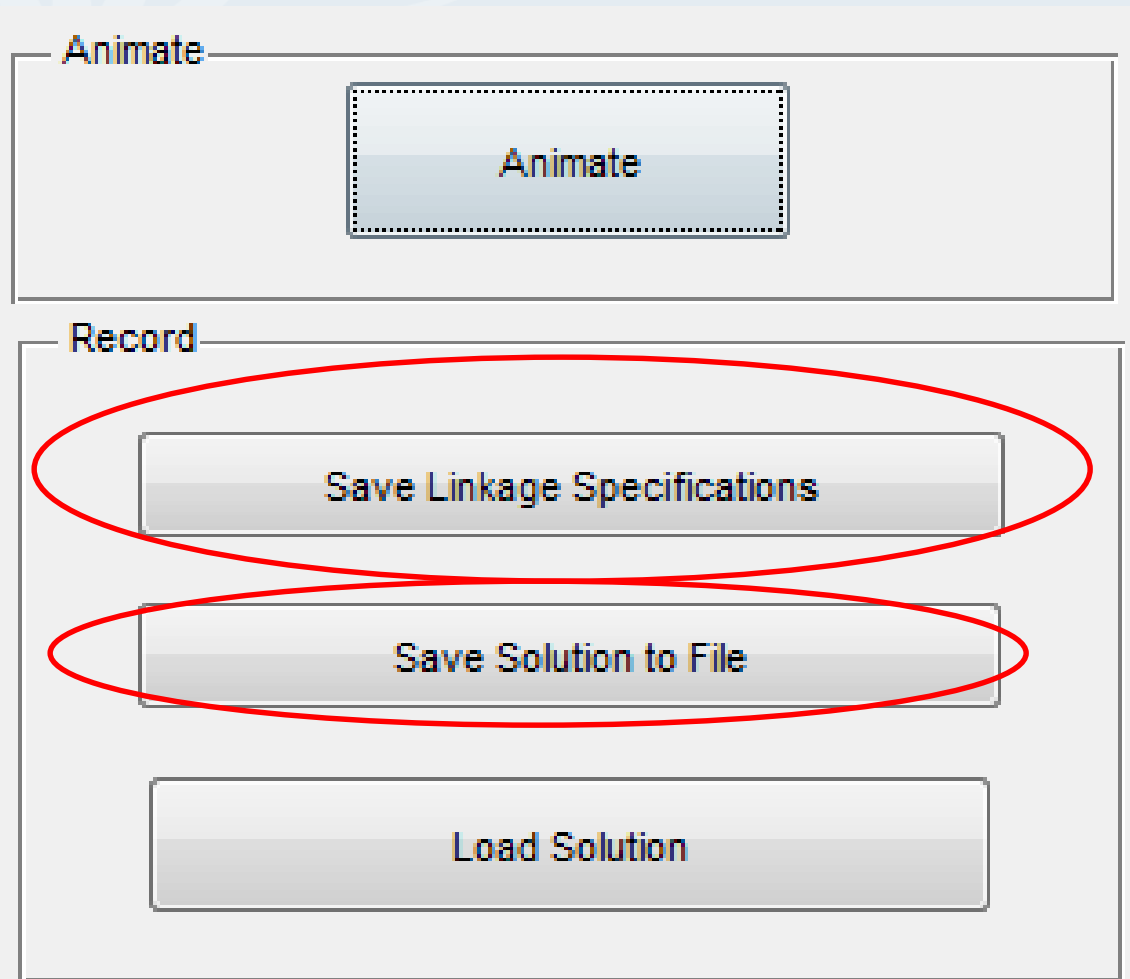 Animate
Animate
Record
Save Linkage Specifications
Save Solution to File
Load Solution